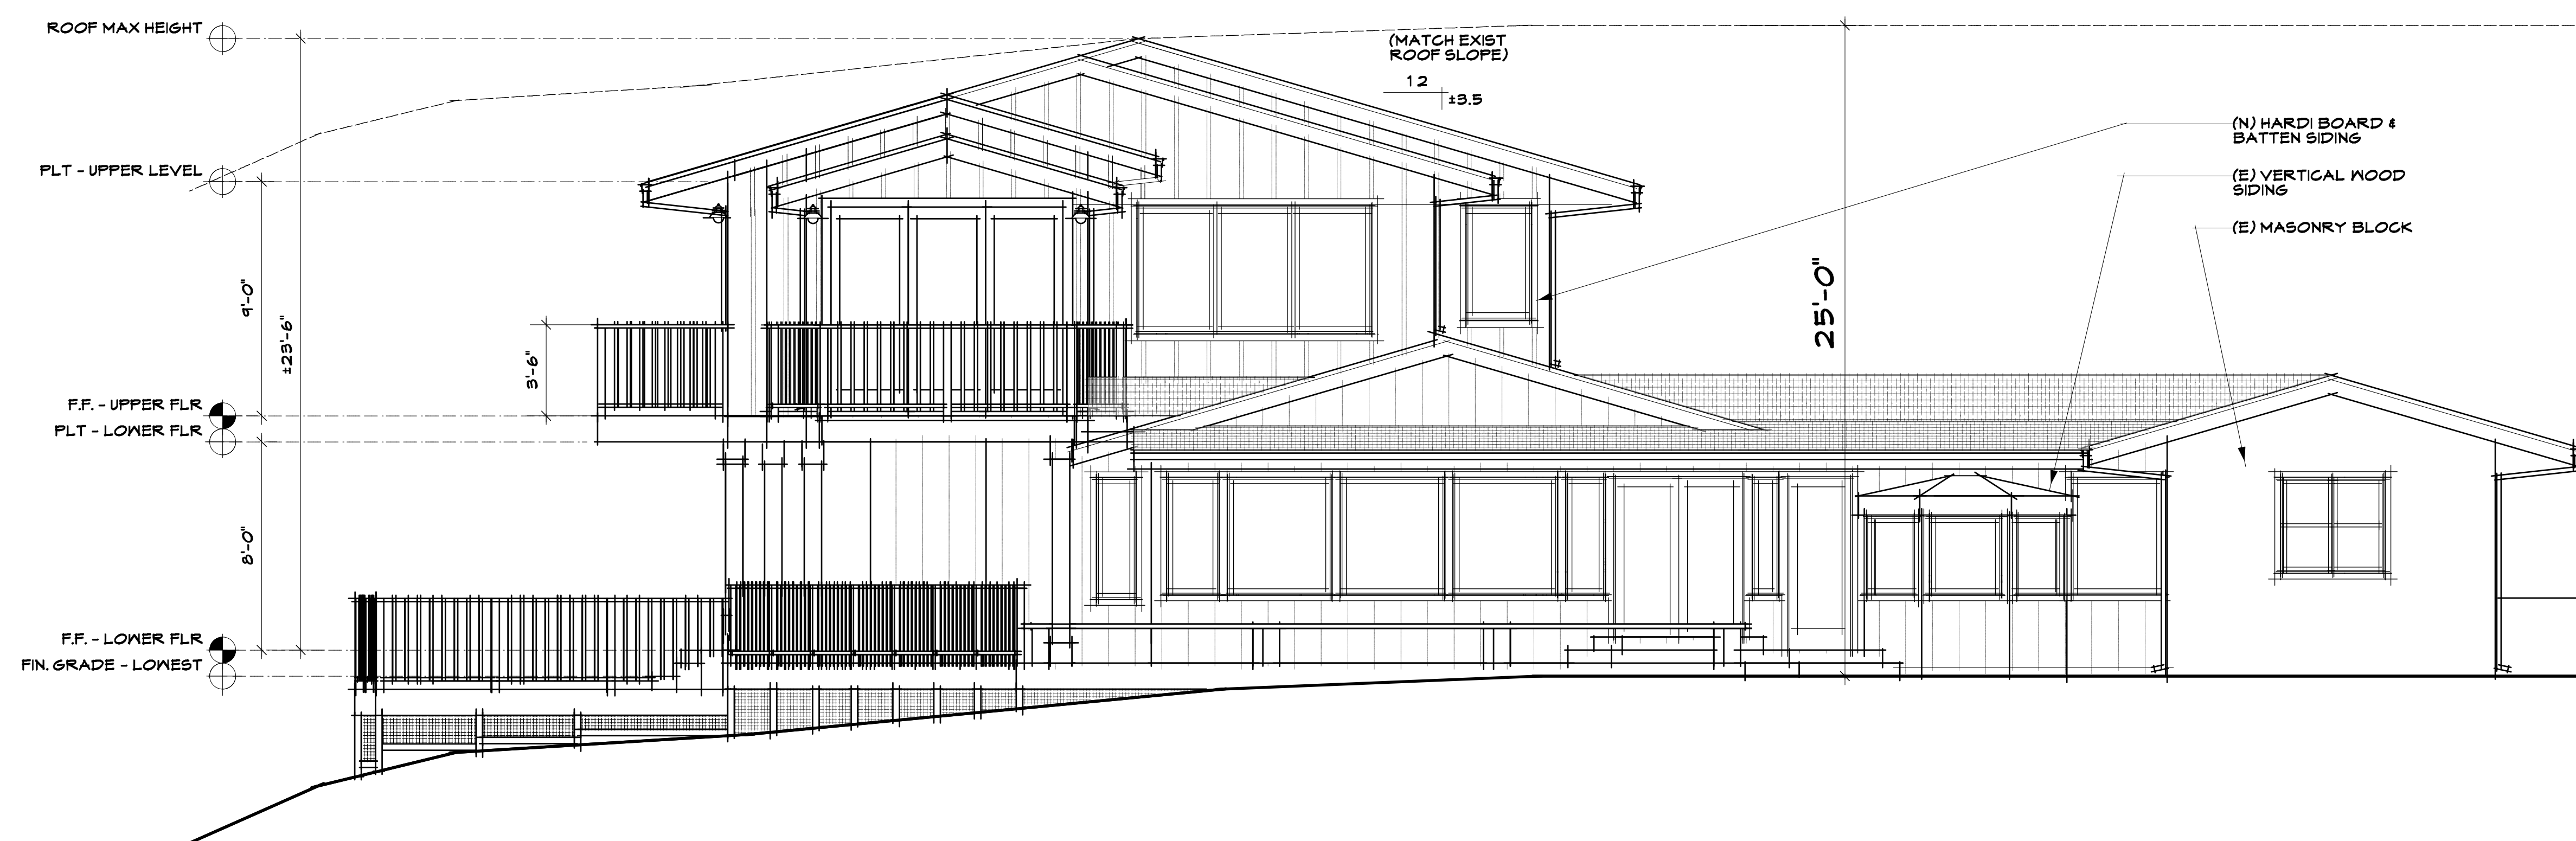 ROOF MAX HEIGHT
(MATCH EXIST
ROOF SLOPE)
12
±3.5
(N) HARDI BOARD &
BATTEN SIDING
PLT - UPPER LEVEL
(E) VERTICAL WOOD
SIDING
(E) MASONRY BLOCK
9'-0"
±23'-6"
3'-6"
25'-0"
F.F. - UPPER FLR
PLT - LOWER FLR
8'-0"
F.F. - LOWER FLR
FIN. GRADE - LOWEST